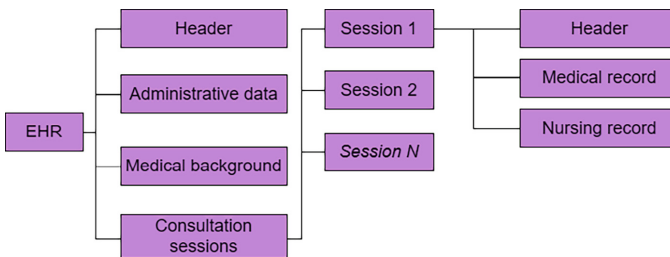 Header
Session 1
Header
Administrative data
Session 2
Medical record
EHR
Nursing record
Medical background
Session N
Consultation
sessions